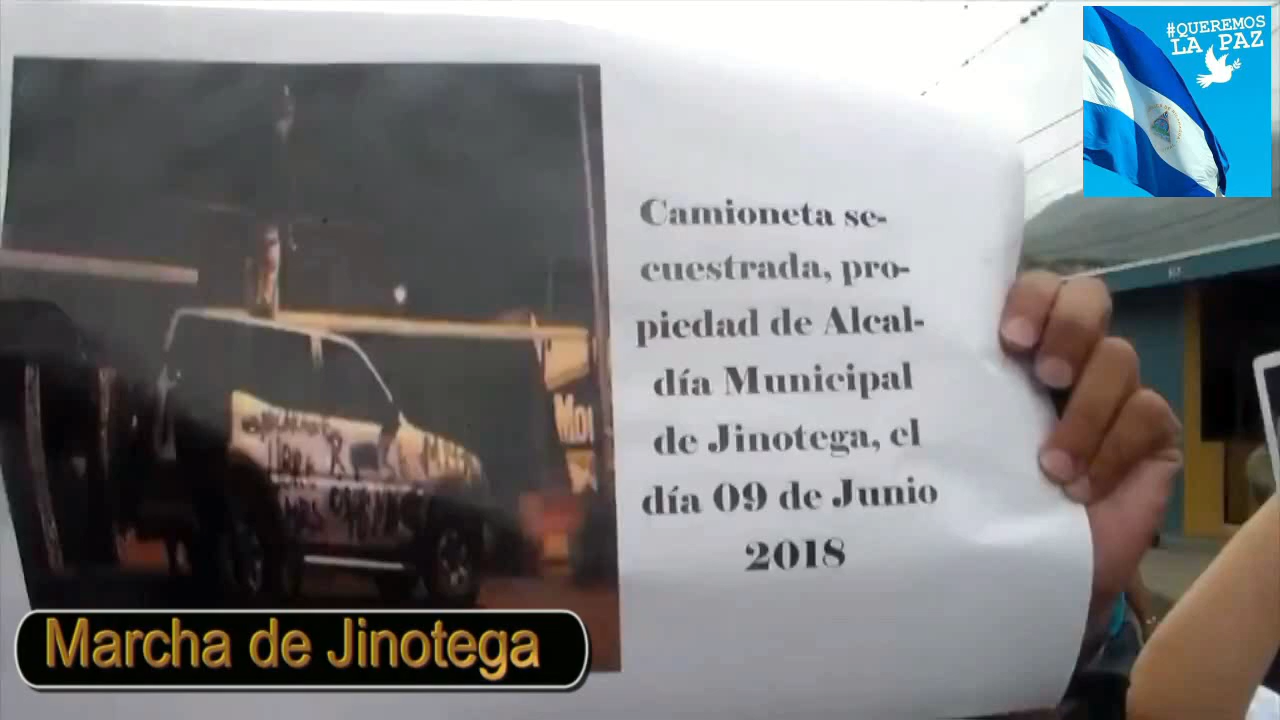 #QUEREMOS
LA PAZ
Camioneta se-
cuestrada, pro-
piedad de Alcal-
día Municipal
de Jinotega, el
día 09 de Junio
2018
Marcha de Jinotega